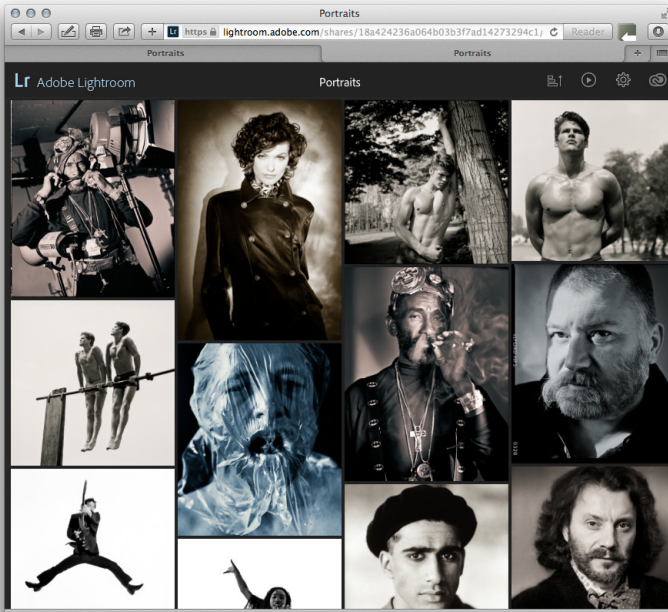 Portraits
https lightroom.adobe.com/shares/18a424236a064b03b3f7ad14273294c1/ Reader
Portraits Portraits
Lr Adobe Lightroom Portraits